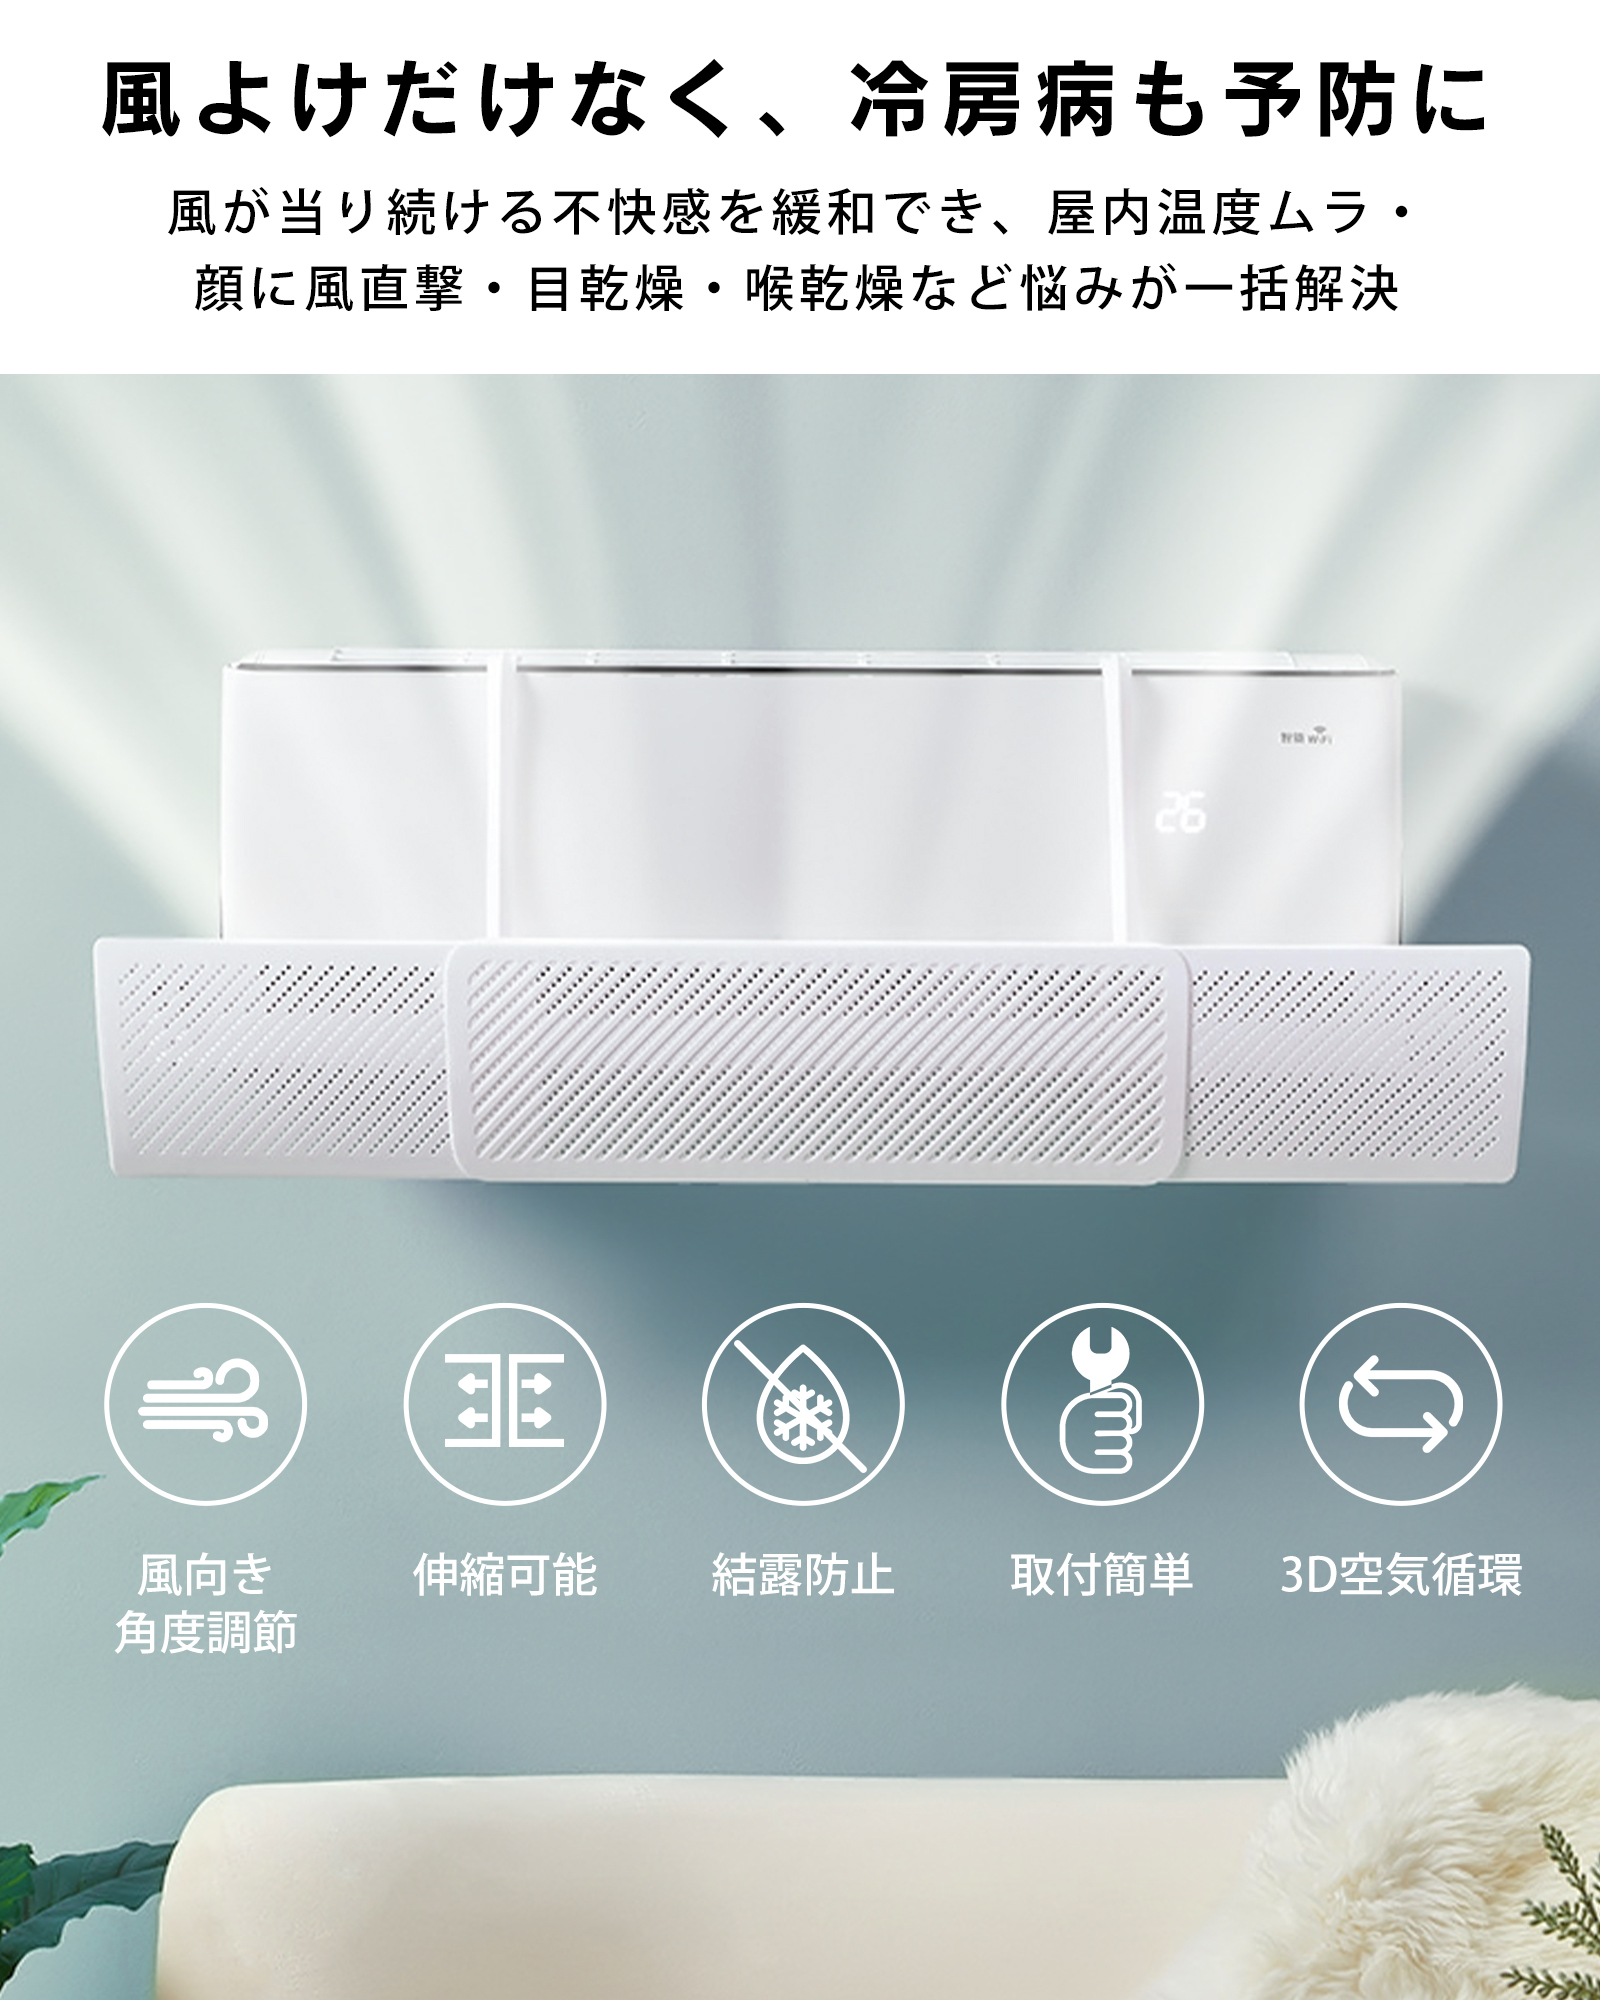 風よけだけなく、冷房病も予防に
風が当り続ける不快感を緩和でき、屋内温度ムラ・
顔に風直撃・目乾燥・喉乾燥など悩みが一括解決
智能 WiFi
26
風向き
角度調節
伸縮可能
結露防止
取付簡単
3D空気循環